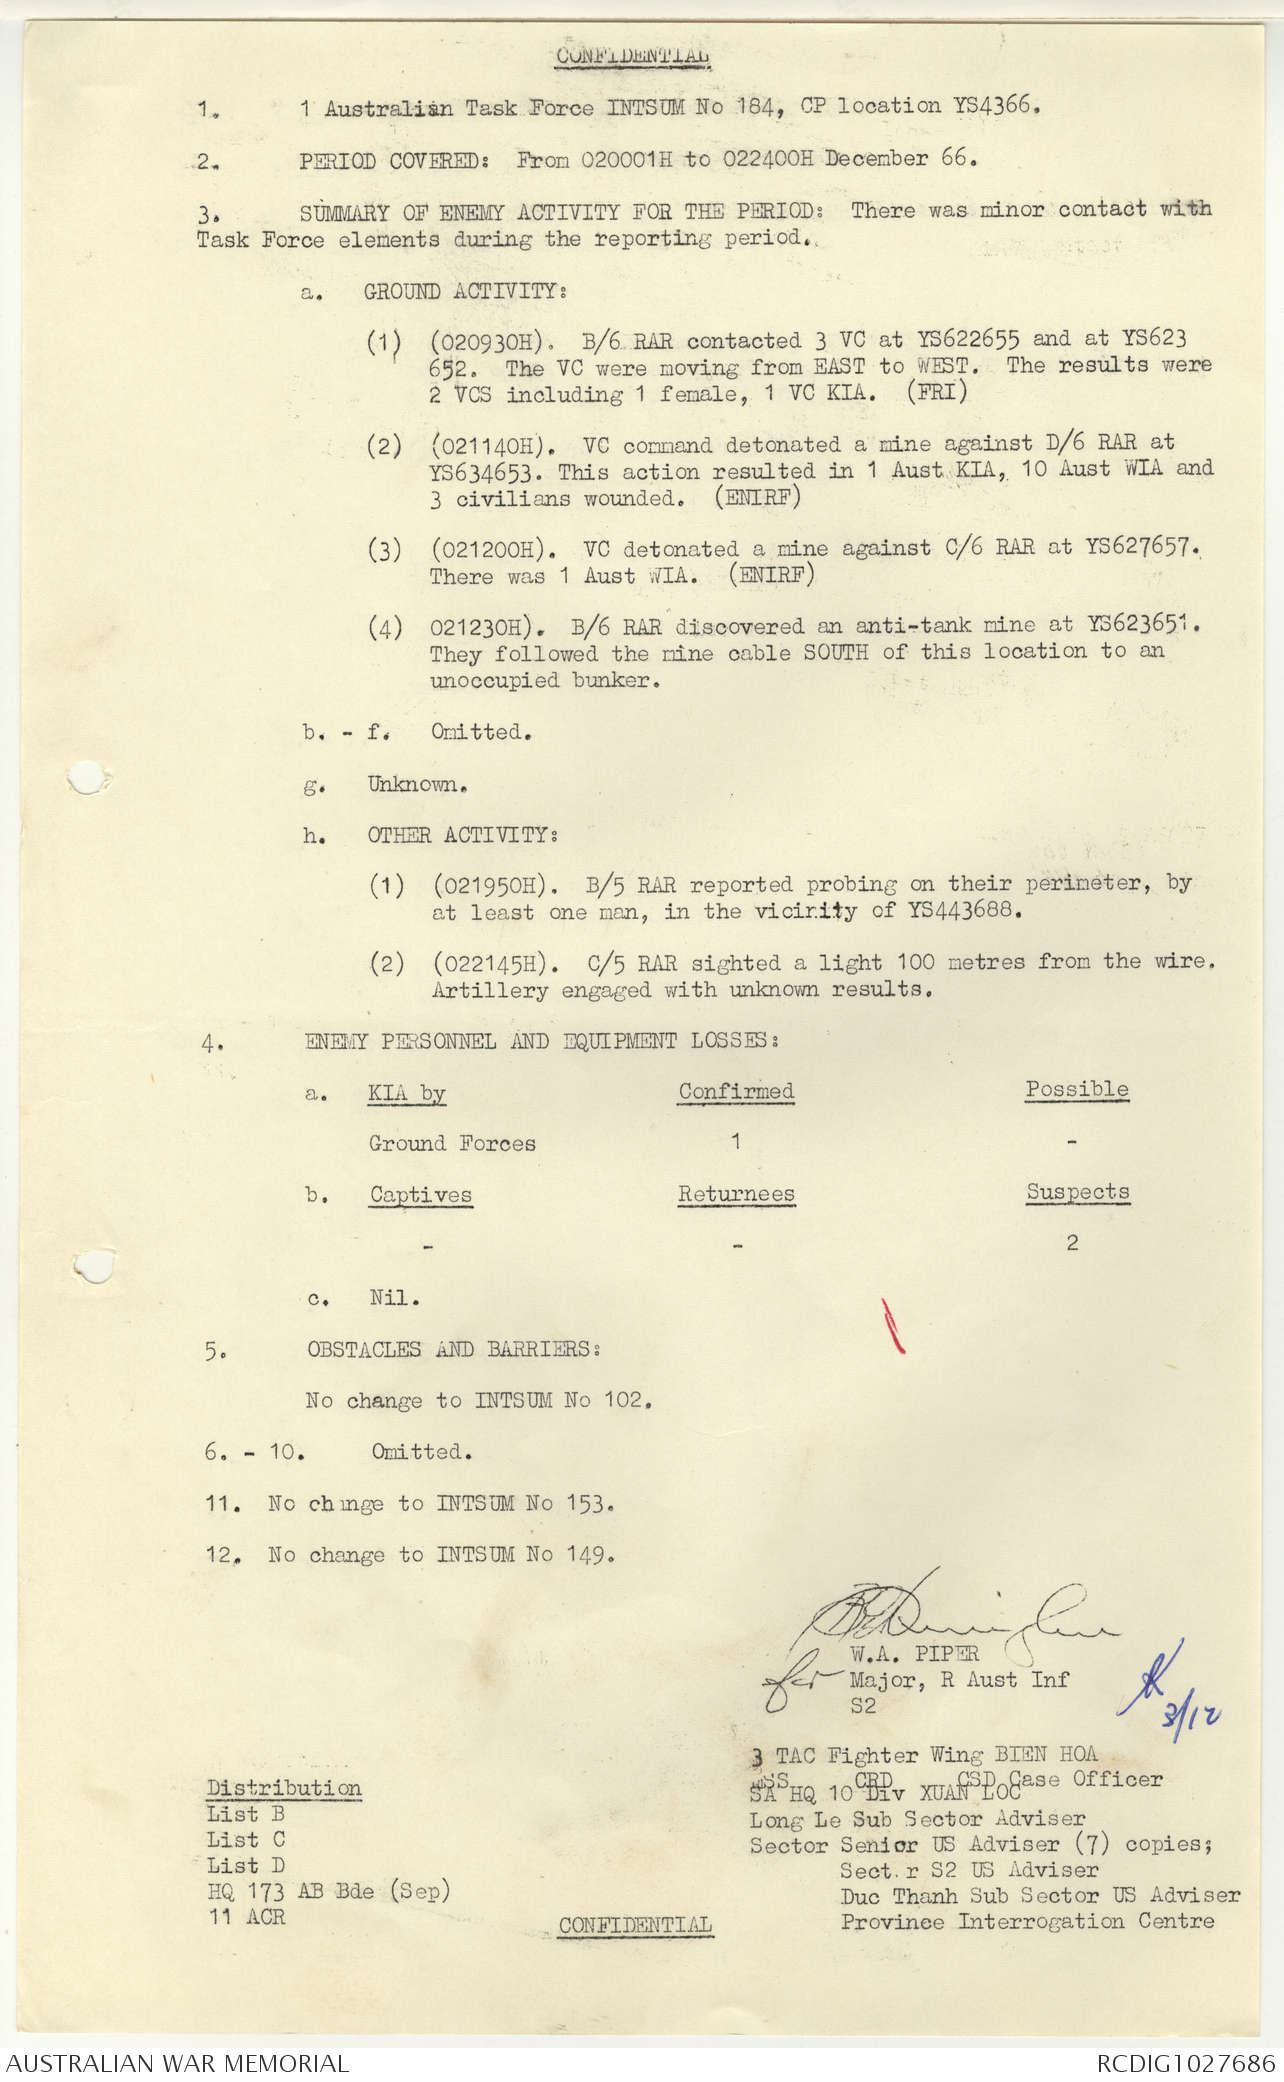 CONFIDENTIAL
1. 1 Australian Task Force INTSUM No 184, CP location YS4366.
2. PERIOD COVERED: From 020001H to 022400H December 66.
3. SUMMARY OF ENEMY ACTIVITY FOR THE PERIOD: There was minor contact with
Task Force elements during the reporting period.
a. GROUND ACTIVITY:
(1) (020930H). B/6 RAR contacted 3 VC at YS622655 and at YS623
652. The VC were moving from EAST to WEST. The results were
2 VCS including 1 female, 1 VC KIA. (FRI)
(2) (021140H). VC command detonated a mine against D/6 RAR at
YS634653. This action resulted in 1 Aust KIA, 10 Aust WIA and
3 civilians wounded. (ENIRF)
(3) (021200H). VC detonated a mine against C/6 RAR at YS627657.
There was 1 Aust WIA. (ENIRF)
(4) 021230H). B/6 RAR discovered an anti-tank mine at YS623651.
They followed the mine cable SOUTH of this location to an
unoccupied bunker.
b. - f. Omitted.
g. Unknown.
h. OTHER ACTIVITY:
(1) (021950H). B/5 RAR reported probing on their perimeter, by
at least one man, in the vicinity of YS443688.
(2) (022145H). C/5 RAR sighted a light 100 metres from the wire.
Artillery engaged with unknown results.
4. ENEMY PERSONNEL AND EQUIPMENT LOSSES:
a. KIA by Confirmed Possible
Ground Forces 1 -
b. Captives Returnees Suspects
- - 2
c. Nil.
5. OBSTACLES AND BARRIERS:
No change to INTSUM No 102.
6. - 10. Omitted.
11. No change to INTSUM No 153.
12. No change to INTSUM No 149.
W.A. PIPER
for Major, R Aust Inf
S2
3/12
3 TAC Fighter Wing BIEN HOA
SS CRD CSD Case Officer
SA HQ 10 Div XUAN LOC
Long Le Sub Sector Adviser
Sector Senior US Adviser (7) copies;
Sect.r S2 US Adviser
Duc Thanh Sub Sector US Adviser
Province Interrogation Centre
Distribution
List B
List C
List D
HQ 173 AB Bde (Sep)
11 ACR
CONFIDENTIAL
AUSTRALIAN WAR MEMORIAL
RCDIG1027686